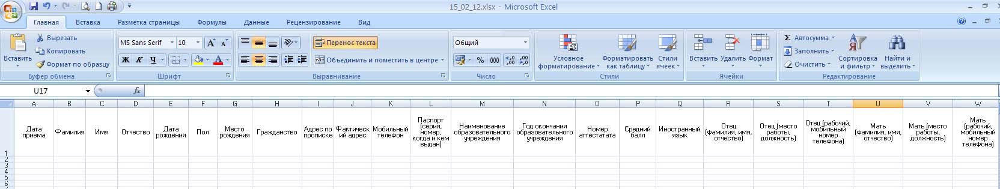 15_02_12.xlsx - Microsoft Excel
Главная Вставка Разметка страницы Формулы Данные Рецензирование Вид
Вставить
Вырезать
Копировать
Формат по образцу
Буфер обмена
MS Sans Serif 10
Ж К Ч
Шрифт
Перенос текста
Объединить и поместить в центре
Выравнивание
Общий
% 000
Число
Условное форматирование
Форматировать как таблицу
Стили ячеек
Стили
Вставить Удалить Формат
Ячейки
Автосумма
Заполнить
Очистить
Сортировка и фильтр
Найти и выделить
Редактирование
U17
fx
A B C D E F G H I J K L M N O P Q R S T U V W
1
Дата приема
Фамилия
Имя
Отчество
Дата рождения
Пол
Место рождения
Гражданство
Адрес по прописке
Фактический адрес
Мобильный телефон
Паспорт (серия, номер, когда и кем выдан)
Наименование образовательного учреждения
Год окончания образовательного учреждения
Номер аттестатата
Средний балл
Иностранный язык
Отец (фамилия, имя, отчество)
Отец (место работы, должность)
Отец (рабочий, мобильный номер телефона)
Мать (фамилия, имя, отчество)
Мать (место работы, должность)
Мать (рабочий, мобильный номер телефона)
2
3
4
5
6